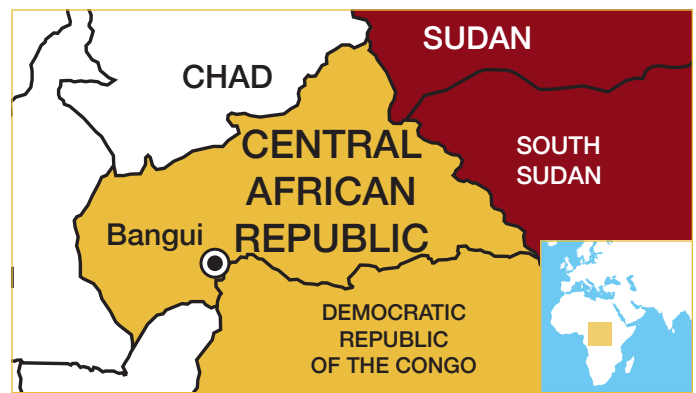 SUDAN
CHAD
CENTRAL
AFRICAN
REPUBLIC
SOUTH
SUDAN
Bangui
DEMOCRATIC
REPUBLIC
OF THE CONGO